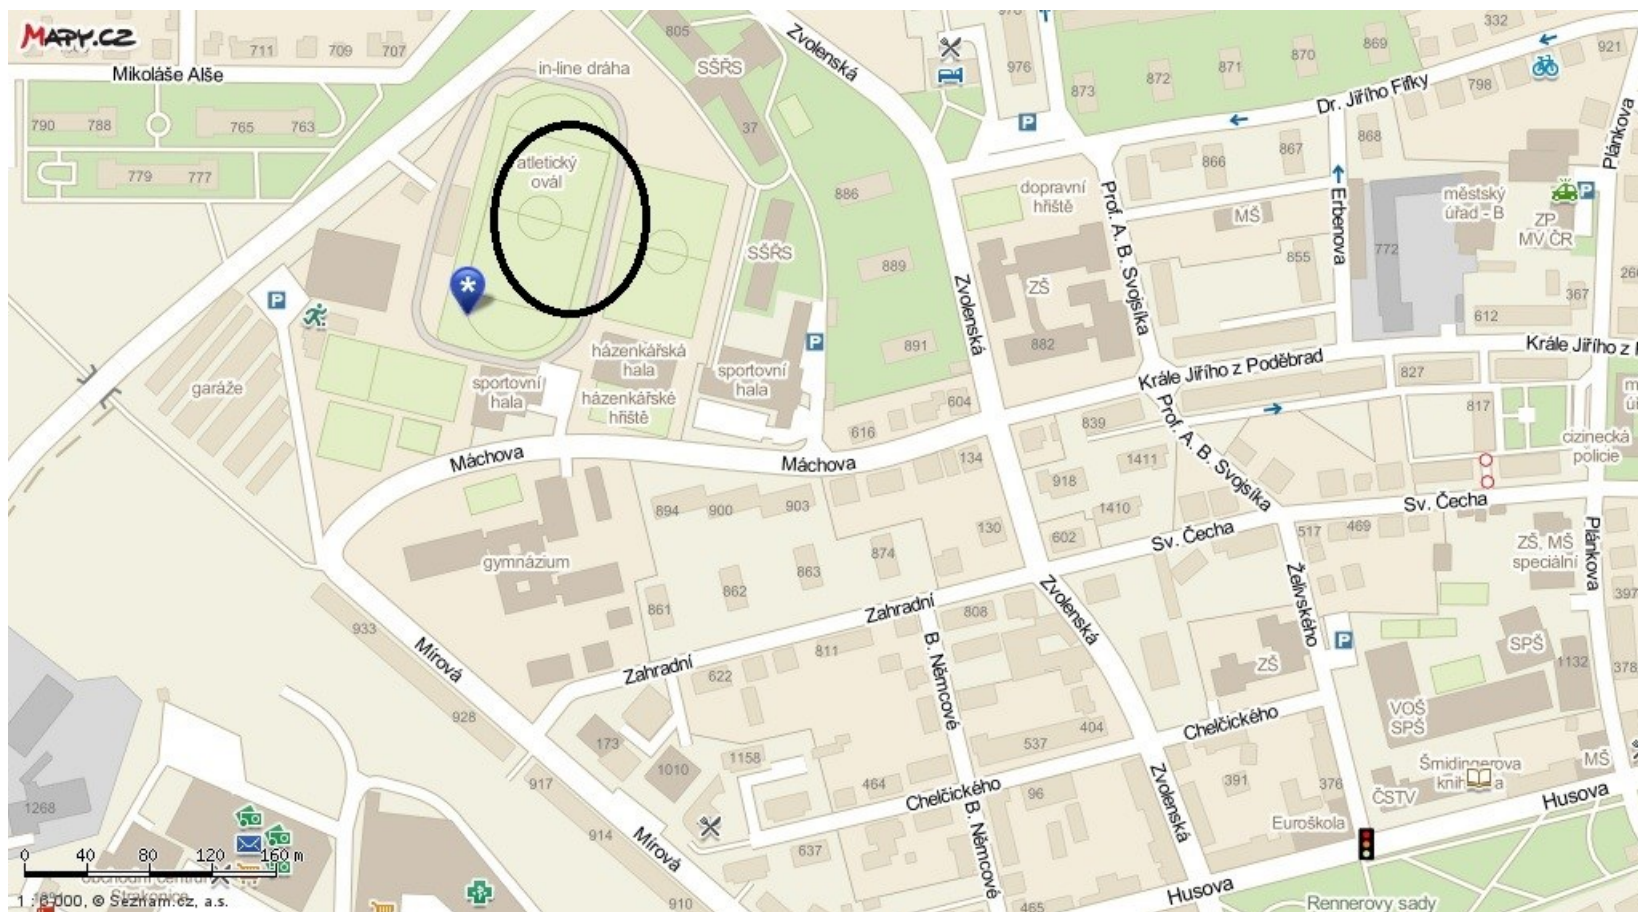 Mapy.cz
711
709
707
Mikoláše Alše
790
788
765
763
779
777
in-line dráha
atletický
ovál
805
SŠŘS
37
SŠŘS
Zvolenská
976
873
872
871
870
869
332
921
798
Dr. Jiřího Fifky
Plánkova
868
867
866
886
889
891
dopravní
hřiště
MŠ
Erbenova
772
městský
úřad - B
ZP
MV ČR
Prof. A. B. Svojsíka
ZŠ
882
855
367
612
Zvolenská
Krále Jiřího z Poděbrad
827
817
garáže
sportovní
hala
házenkářská
hala
házenkářské
hřiště
sportovní
hala
604
616
839
Prof. A. B. Svojsíka
cizinecká
policie
Máchova
Máchova
134
1411
918
1410
Sv. Čecha
894
900
903
130
602
Sv. Čecha
517
469
ZŠ, MŠ
speciální
Plánkova
gymnázium
874
863
862
861
Zahradní
808
Zvolenská
Želivského
397
933
Mírová
Zahradní
811
622
B. Němcové
ZŠ
SPŠ
1132
378
928
VOŠ
SPŠ
173
1010
1158
537
404
Chelčického
Chelčického
464
96
391
376
Zvolenská
Šmidingerova
MŠ
ČSTV
Husova
Euroškola
917
914
1268
637
B. Němcové
Mírová
910
465
Husova
Rennerovy sady
0 40 80 120 160 m
Obchodní centrum
Strakonice
© Seznam.cz, a.s.